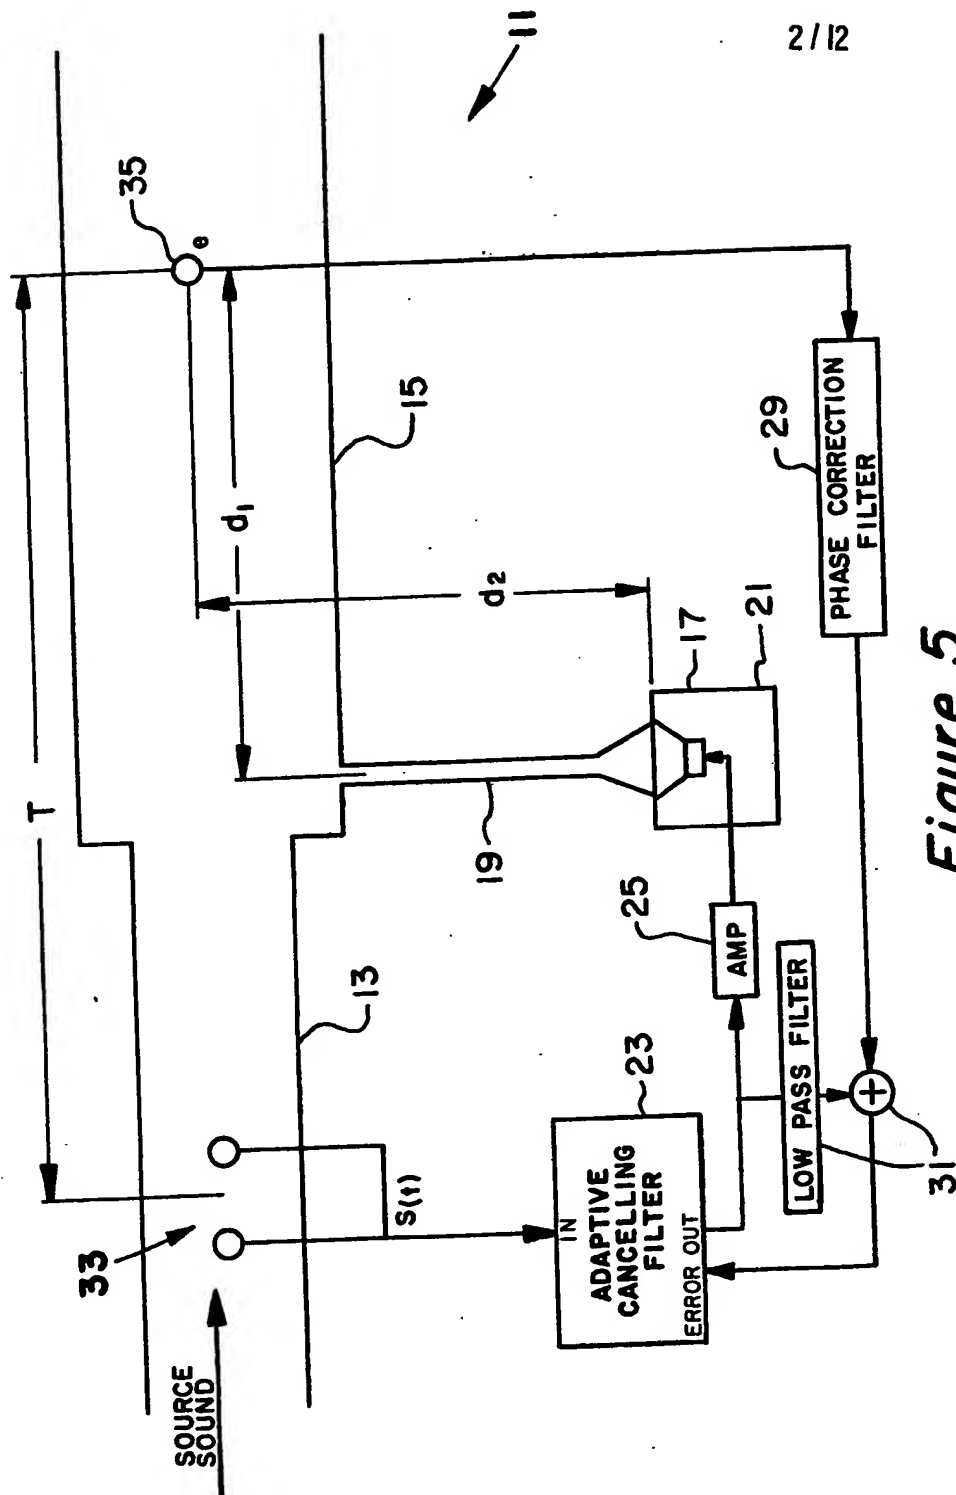 2/12
11
35
e
T
d1
15
d2
SOURCE
SOUND
33
13
S(t)
19
17
21
25
AMP
29
PHASE CORRECTION
FILTER
23
IN
ADAPTIVE
CANCELLING
FILTER
ERROR OUT
LOW PASS FILTER
31
+
Figure 5